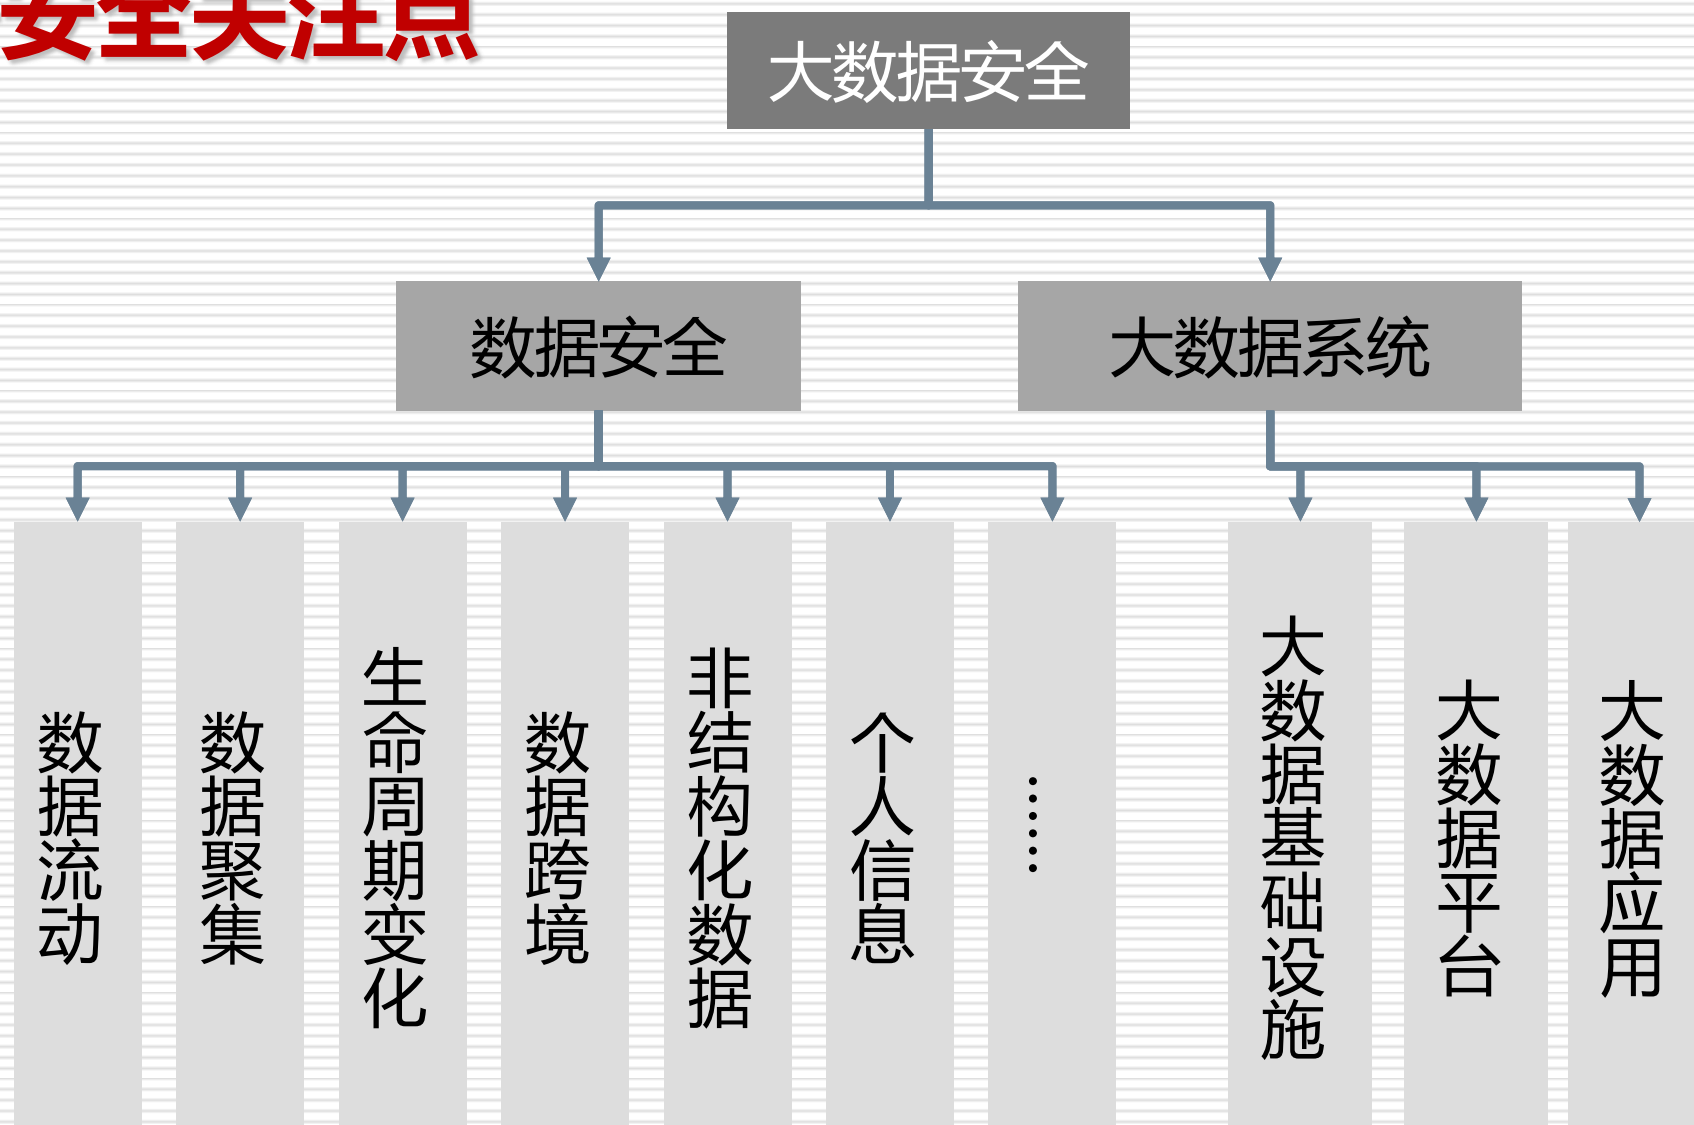 安全关注点
大数据安全
数据安全
大数据系统
数据流动
数据聚集
生命周期变化
数据跨境
非结构化数据
个人信息
……
大数据基础设施
大数据平台
大数据应用